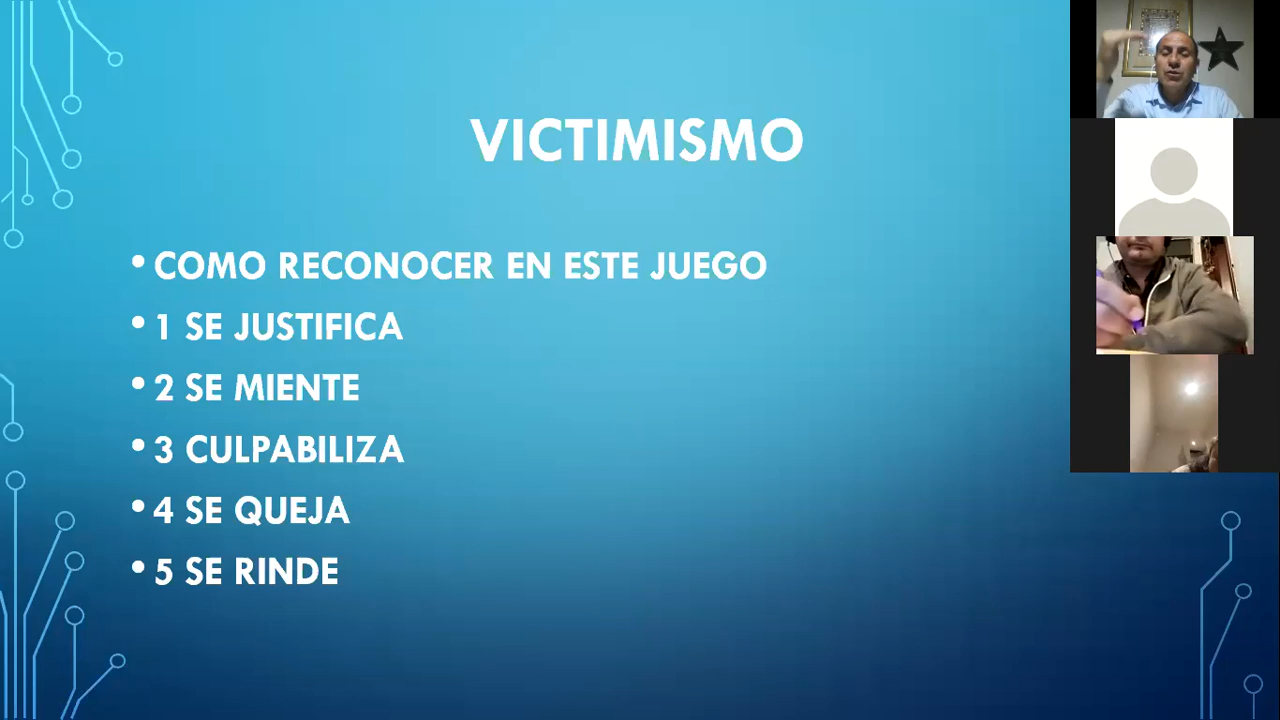 VICTIMISMO
• COMO RECONOCER EN ESTE JUEGO
• 1 SE JUSTIFICA
• 2 SE MIENTE
• 3 CULPABILIZA
• 4 SE QUEJA
• 5 SE RINDE